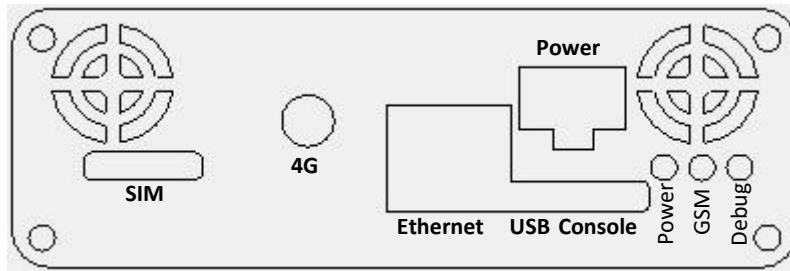 Power
4G
SIM
Ethernet USB Console
Power
GSM
Debug